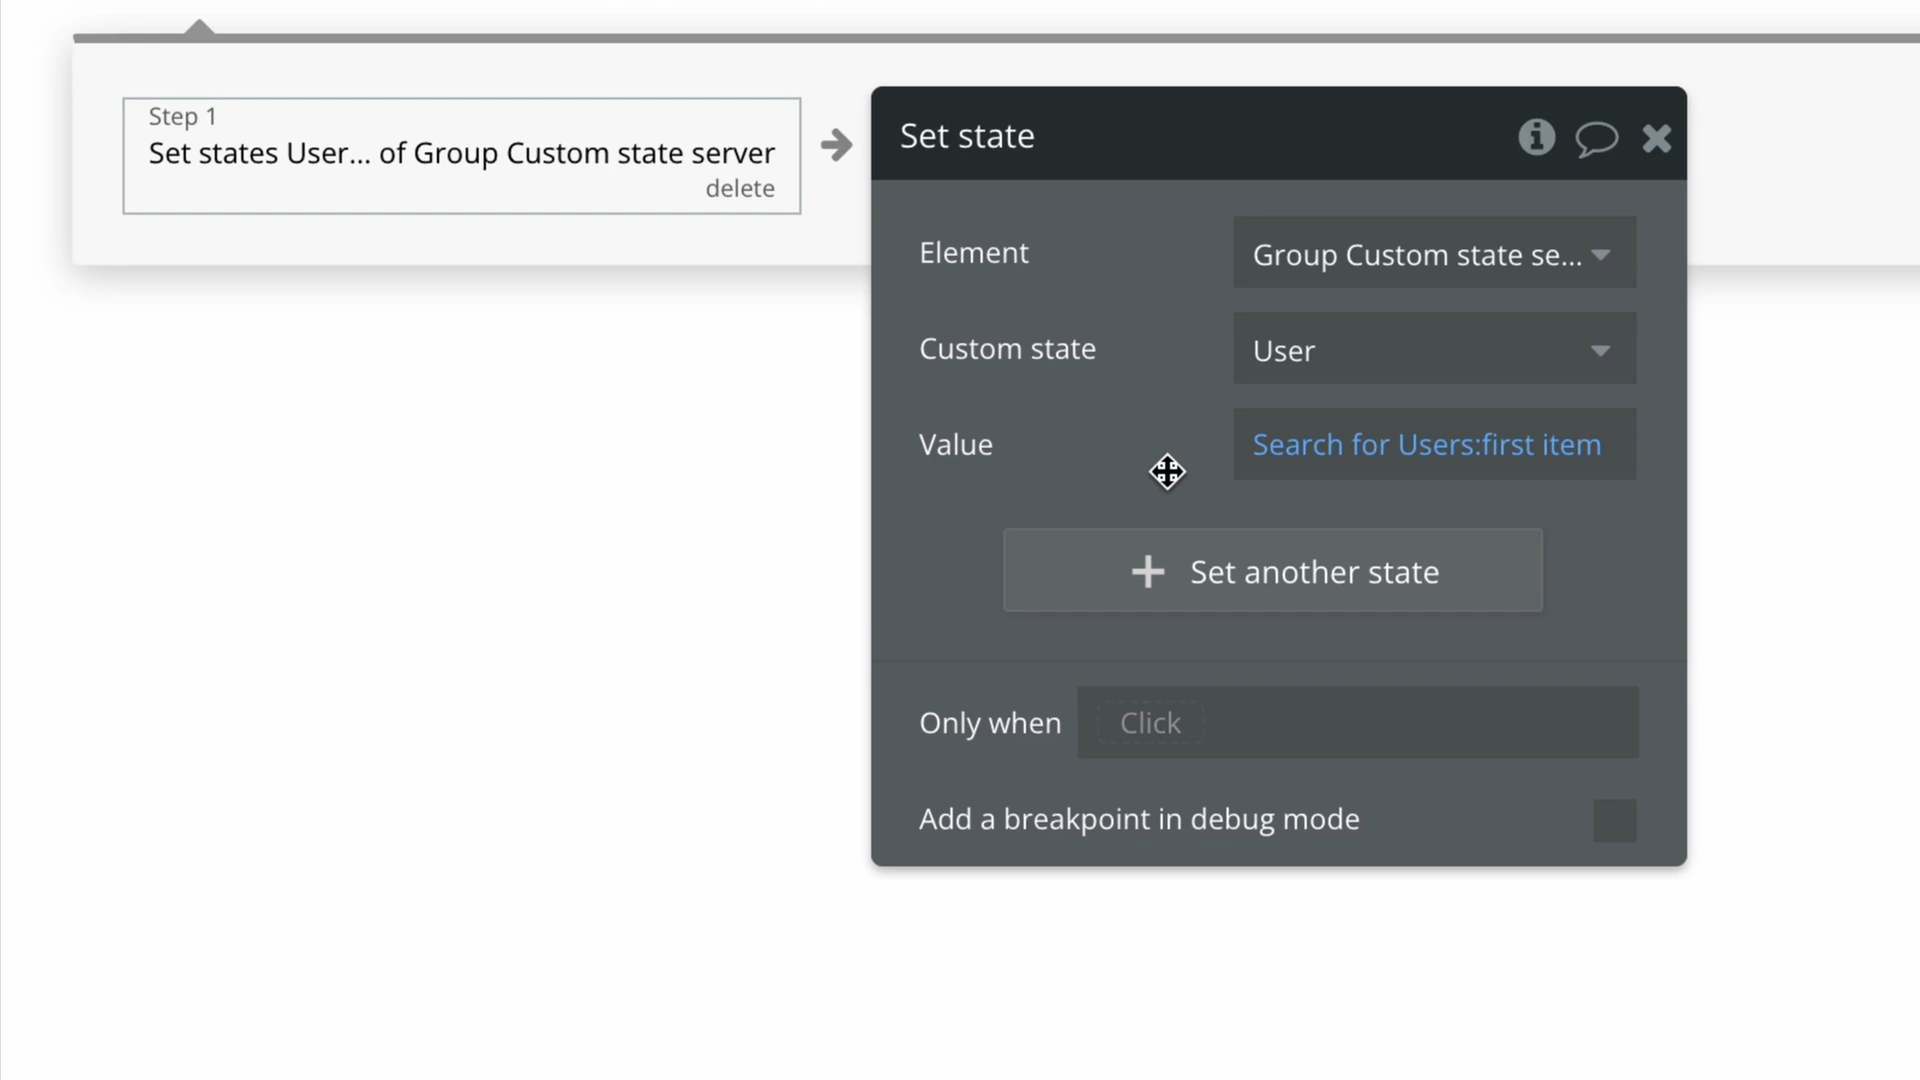 Step 1
Set states User... of Group Custom state server
delete
Set state
Element
Group Custom state se...
Custom state
User
Value
Search for Users:first item
Set another state
Only when
Click
Add a breakpoint in debug mode